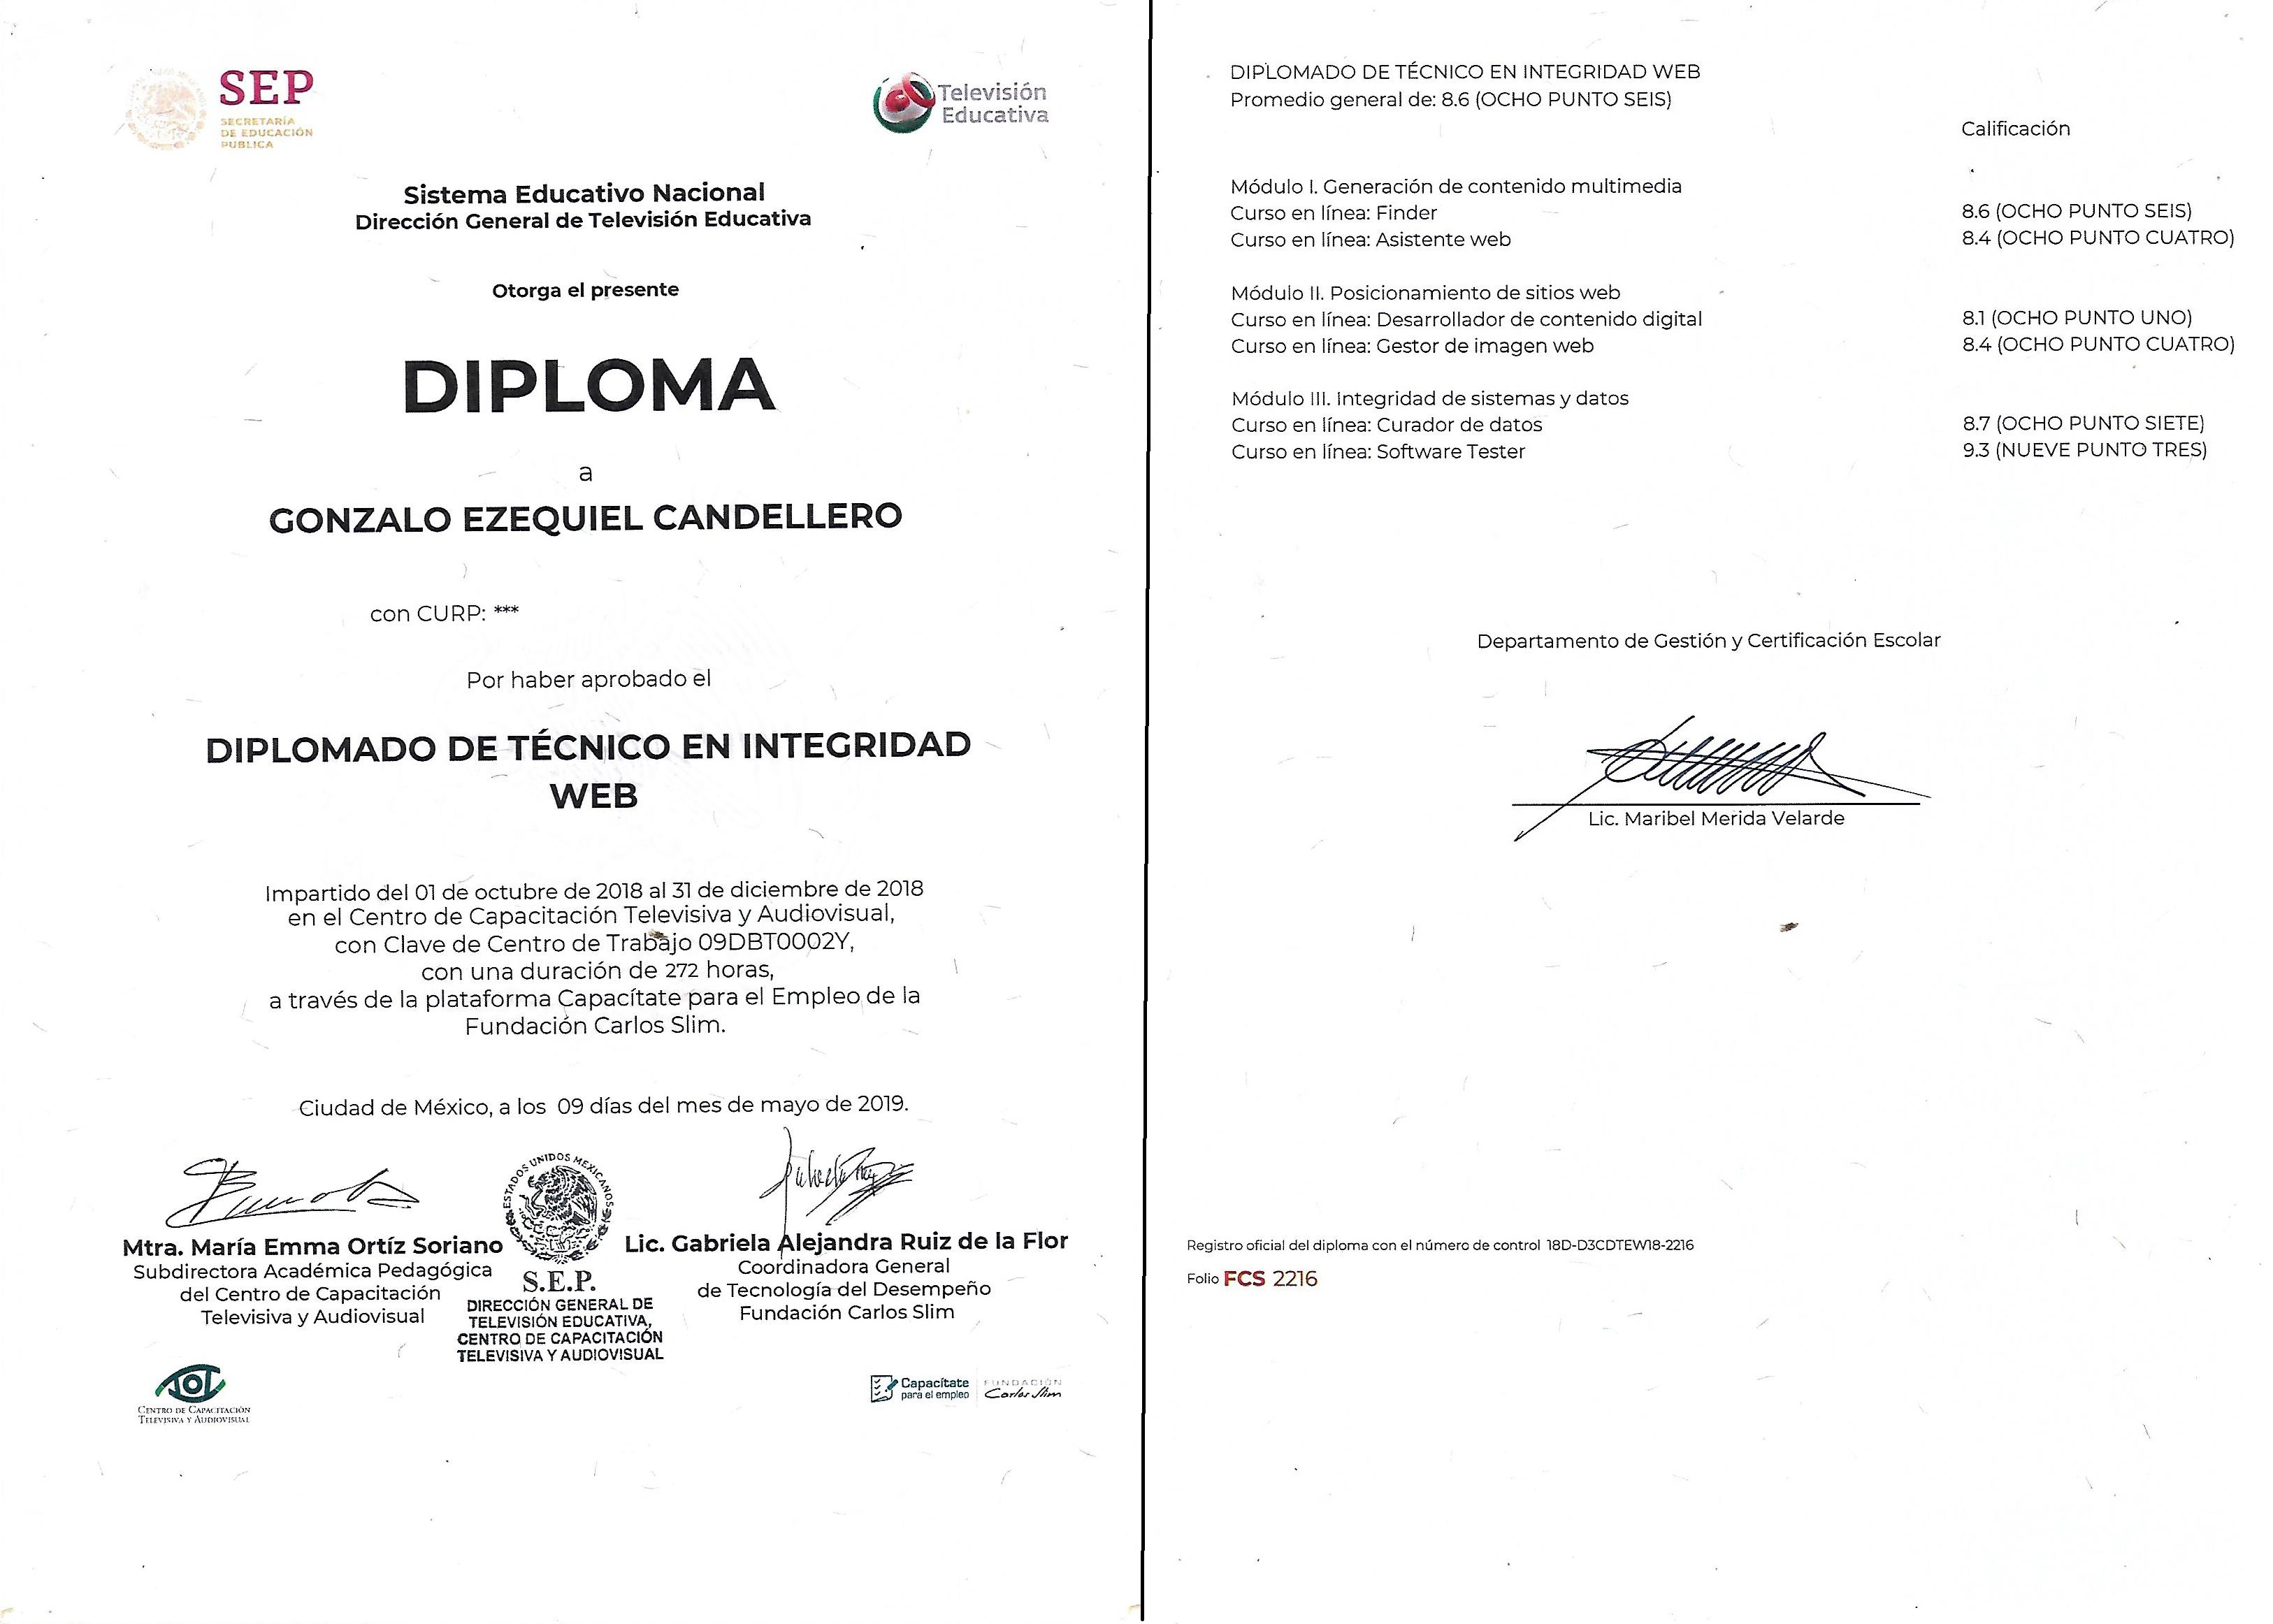 SEP
SECRETARÍA
DE EDUCACIÓN
PÚBLICA
Televisión
Educativa
Sistema Educativo Nacional
Dirección General de Televisión Educativa
Otorga el presente
DIPLOMA
a
GONZALO EZEQUIEL CANDELLERO
con CURP: ***
Por haber aprobado el
DIPLOMADO DE TÉCNICO EN INTEGRIDAD
WEB
Impartido del 01 de octubre de 2018 al 31 de diciembre de 2018
en el Centro de Capacitación Televisiva y Audiovisual,
con Clave de Centro de Trabajo 09DBT0002Y,
con una duración de 272 horas,
a través de la plataforma Capacítate para el Empleo de la
Fundación Carlos Slim.
Ciudad de México, a los 09 días del mes de mayo de 2019.
Mtra. María Emma Ortíz Soriano
Subdirectora Académica Pedagógica
del Centro de Capacitación
Televisiva y Audiovisual
ESTADOS UNIDOS MEXICANOS
S.E.P.
DIRECCIÓN GENERAL DE
TELEVISIÓN EDUCATIVA,
CENTRO DE CAPACITACIÓN
TELEVISIVA Y AUDIOVISUAL
Lic. Gabriela Alejandra Ruiz de la Flor
Coordinadora General
de Tecnología del Desempeño
Fundación Carlos Slim
CENTRO DE CAPACITACIÓN
TELEVISIVA Y AUDIOVISUAL
Capacítate
para el empleo
FUNDACIÓN
Carlos Slim
DIPLOMADO DE TÉCNICO EN INTEGRIDAD WEB
Promedio general de: 8.6 (OCHO PUNTO SEIS)
Calificación
Módulo I. Generación de contenido multimedia
Curso en línea: Finder 8.6 (OCHO PUNTO SEIS)
Curso en línea: Asistente web 8.4 (OCHO PUNTO CUATRO)
Módulo II. Posicionamiento de sitios web
Curso en línea: Desarrollador de contenido digital 8.1 (OCHO PUNTO UNO)
Curso en línea: Gestor de imagen web 8.4 (OCHO PUNTO CUATRO)
Módulo III. Integridad de sistemas y datos
Curso en línea: Curador de datos 8.7 (OCHO PUNTO SIETE)
Curso en línea: Software Tester 9.3 (NUEVE PUNTO TRES)
Departamento de Gestión y Certificación Escolar
Lic. Maribel Merida Velarde
Registro oficial del diploma con el número de control 18D-D3CDTEW18-2216
Folio FCS 2216